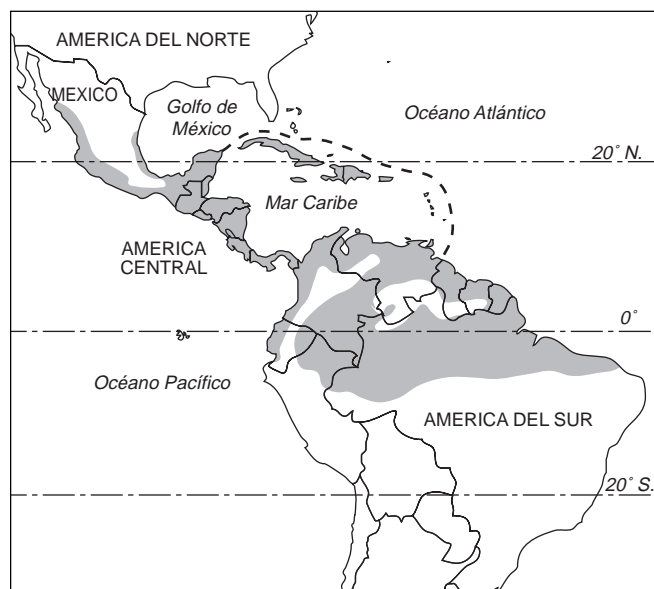 AMERICA DEL NORTE
MEXICO
Golfo de
México
Océano Atlántico
20˚ N.
Mar Caribe
AMERICA
CENTRAL
0˚
Océano Pacífico
AMERICA DEL SUR
20˚ S.